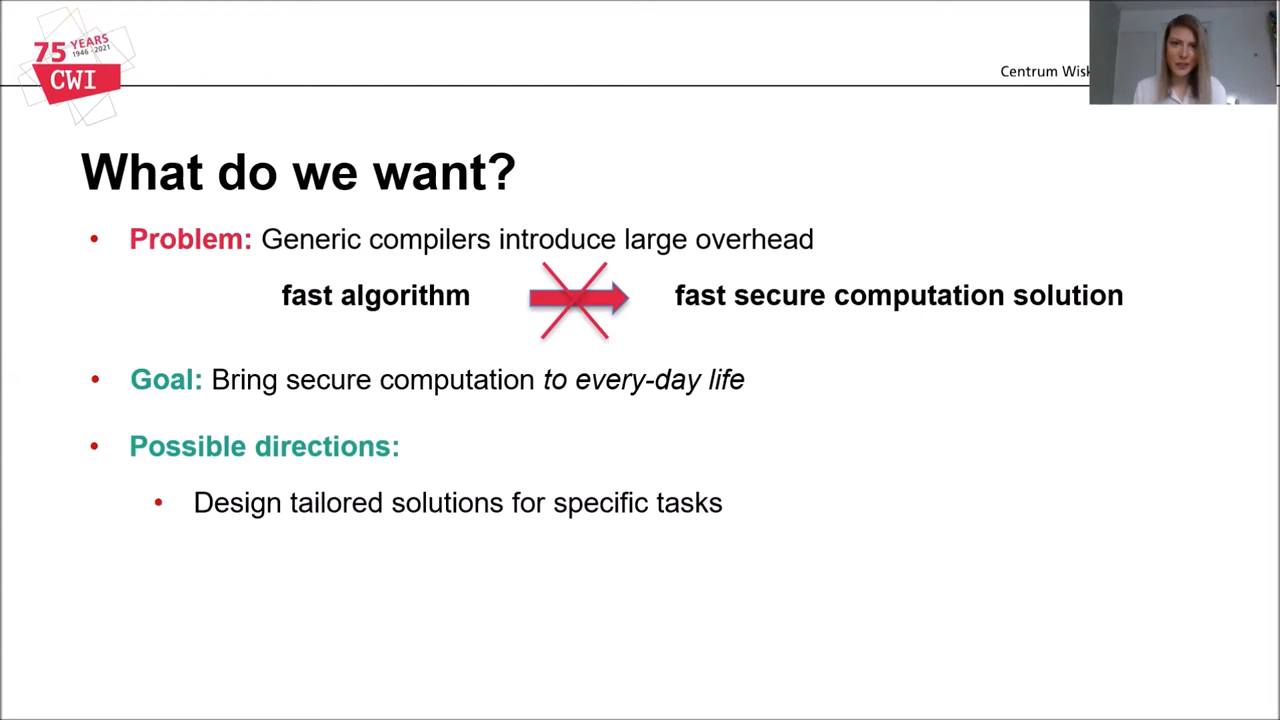 75 YEARS
1946 - 2021
CWI
Centrum Wisk
What do we want?
• Problem: Generic compilers introduce large overhead
fast algorithm fast secure computation solution
• Goal: Bring secure computation to every-day life
• Possible directions:
• Design tailored solutions for specific tasks